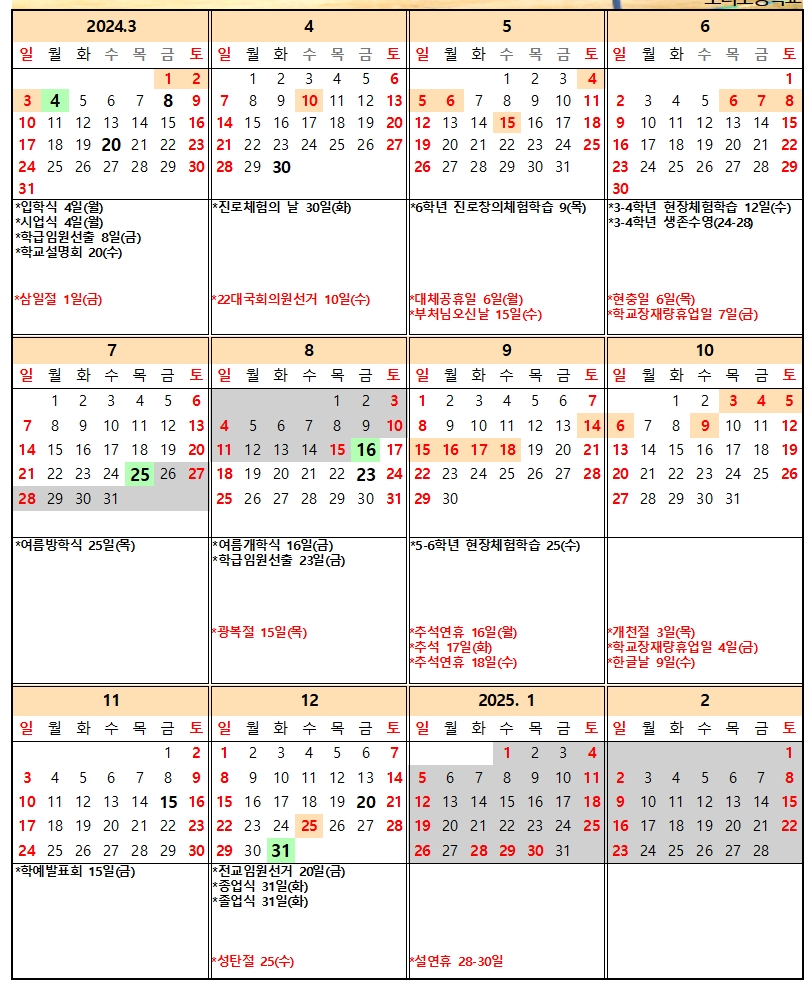 2024.3
일 월 화 수 목 금 토
1 2
3 4 5 6 7 8 9
10 11 12 13 14 15 16
17 18 19 20 21 22 23
24 25 26 27 28 29 30
31
*입학식 4일(월)
*시업식 4일(월)
*학급임원선출 8일(금)
*학교설명회 20(수)
*삼일절 1일(금)
4
일 월 화 수 목 금 토
1 2 3 4 5 6
7 8 9 10 11 12 13
14 15 16 17 18 19 20
21 22 23 24 25 26 27
28 29 30
*진로체험의 날 30일(화)
*22대국회의원선거 10일(수)
5
일 월 화 수 목 금 토
1 2 3 4
5 6 7 8 9 10 11
12 13 14 15 16 17 18
19 20 21 22 23 24 25
26 27 28 29 30 31
*6학년 진로창의체험학습 9(목)
*대체공휴일 6일(월)
*부처님오신날 15일(수)
6
일 월 화 수 목 금 토
1
2 3 4 5 6 7 8
9 10 11 12 13 14 15
16 17 18 19 20 21 22
23 24 25 26 27 28 29
30
*3-4학년 현장체험학습 12일(수)
*3-4학년 생존수영(24-28)
*현충일 6일(목)
*학교장재량휴업일 7일(금)
7
일 월 화 수 목 금 토
1 2 3 4 5 6
7 8 9 10 11 12 13
14 15 16 17 18 19 20
21 22 23 24 25 26 27
28 29 30 31
*여름방학식 25일(목)
8
일 월 화 수 목 금 토
1 2 3
4 5 6 7 8 9 10
11 12 13 14 15 16 17
18 19 20 21 22 23 24
25 26 27 28 29 30 31
*여름개학식 16일(금)
*학급임원선출 23일(금)
*광복절 15일(목)
9
일 월 화 수 목 금 토
1 2 3 4 5 6 7
8 9 10 11 12 13 14
15 16 17 18 19 20 21
22 23 24 25 26 27 28
29 30
*5-6학년 현장체험학습 25(수)
*추석연휴 16일(월)
*추석 17일(화)
*추석연휴 18일(수)
10
일 월 화 수 목 금 토
1 2 3 4 5
6 7 8 9 10 11 12
13 14 15 16 17 18 19
20 21 22 23 24 25 26
27 28 29 30 31
*개천절 3일(목)
*학교장재량휴업일 4일(금)
*한글날 9일(수)
11
일 월 화 수 목 금 토
1 2
3 4 5 6 7 8 9
10 11 12 13 14 15 16
17 18 19 20 21 22 23
24 25 26 27 28 29 30
*학예발표회 15일(금)
12
일 월 화 수 목 금 토
1 2 3 4 5 6 7
8 9 10 11 12 13 14
15 16 17 18 19 20 21
22 23 24 25 26 27 28
29 30 31
*전교임원선거 20일(금)
*종업식 31일(화)
*졸업식 31일(화)
*성탄절 25(수)
2025. 1
일 월 화 수 목 금 토
1 2 3 4
5 6 7 8 9 10 11
12 13 14 15 16 17 18
19 20 21 22 23 24 25
26 27 28 29 30 31
*설연휴 28-30일
2
일 월 화 수 목 금 토
1
2 3 4 5 6 7 8
9 10 11 12 13 14 15
16 17 18 19 20 21 22
23 24 25 26 27 28